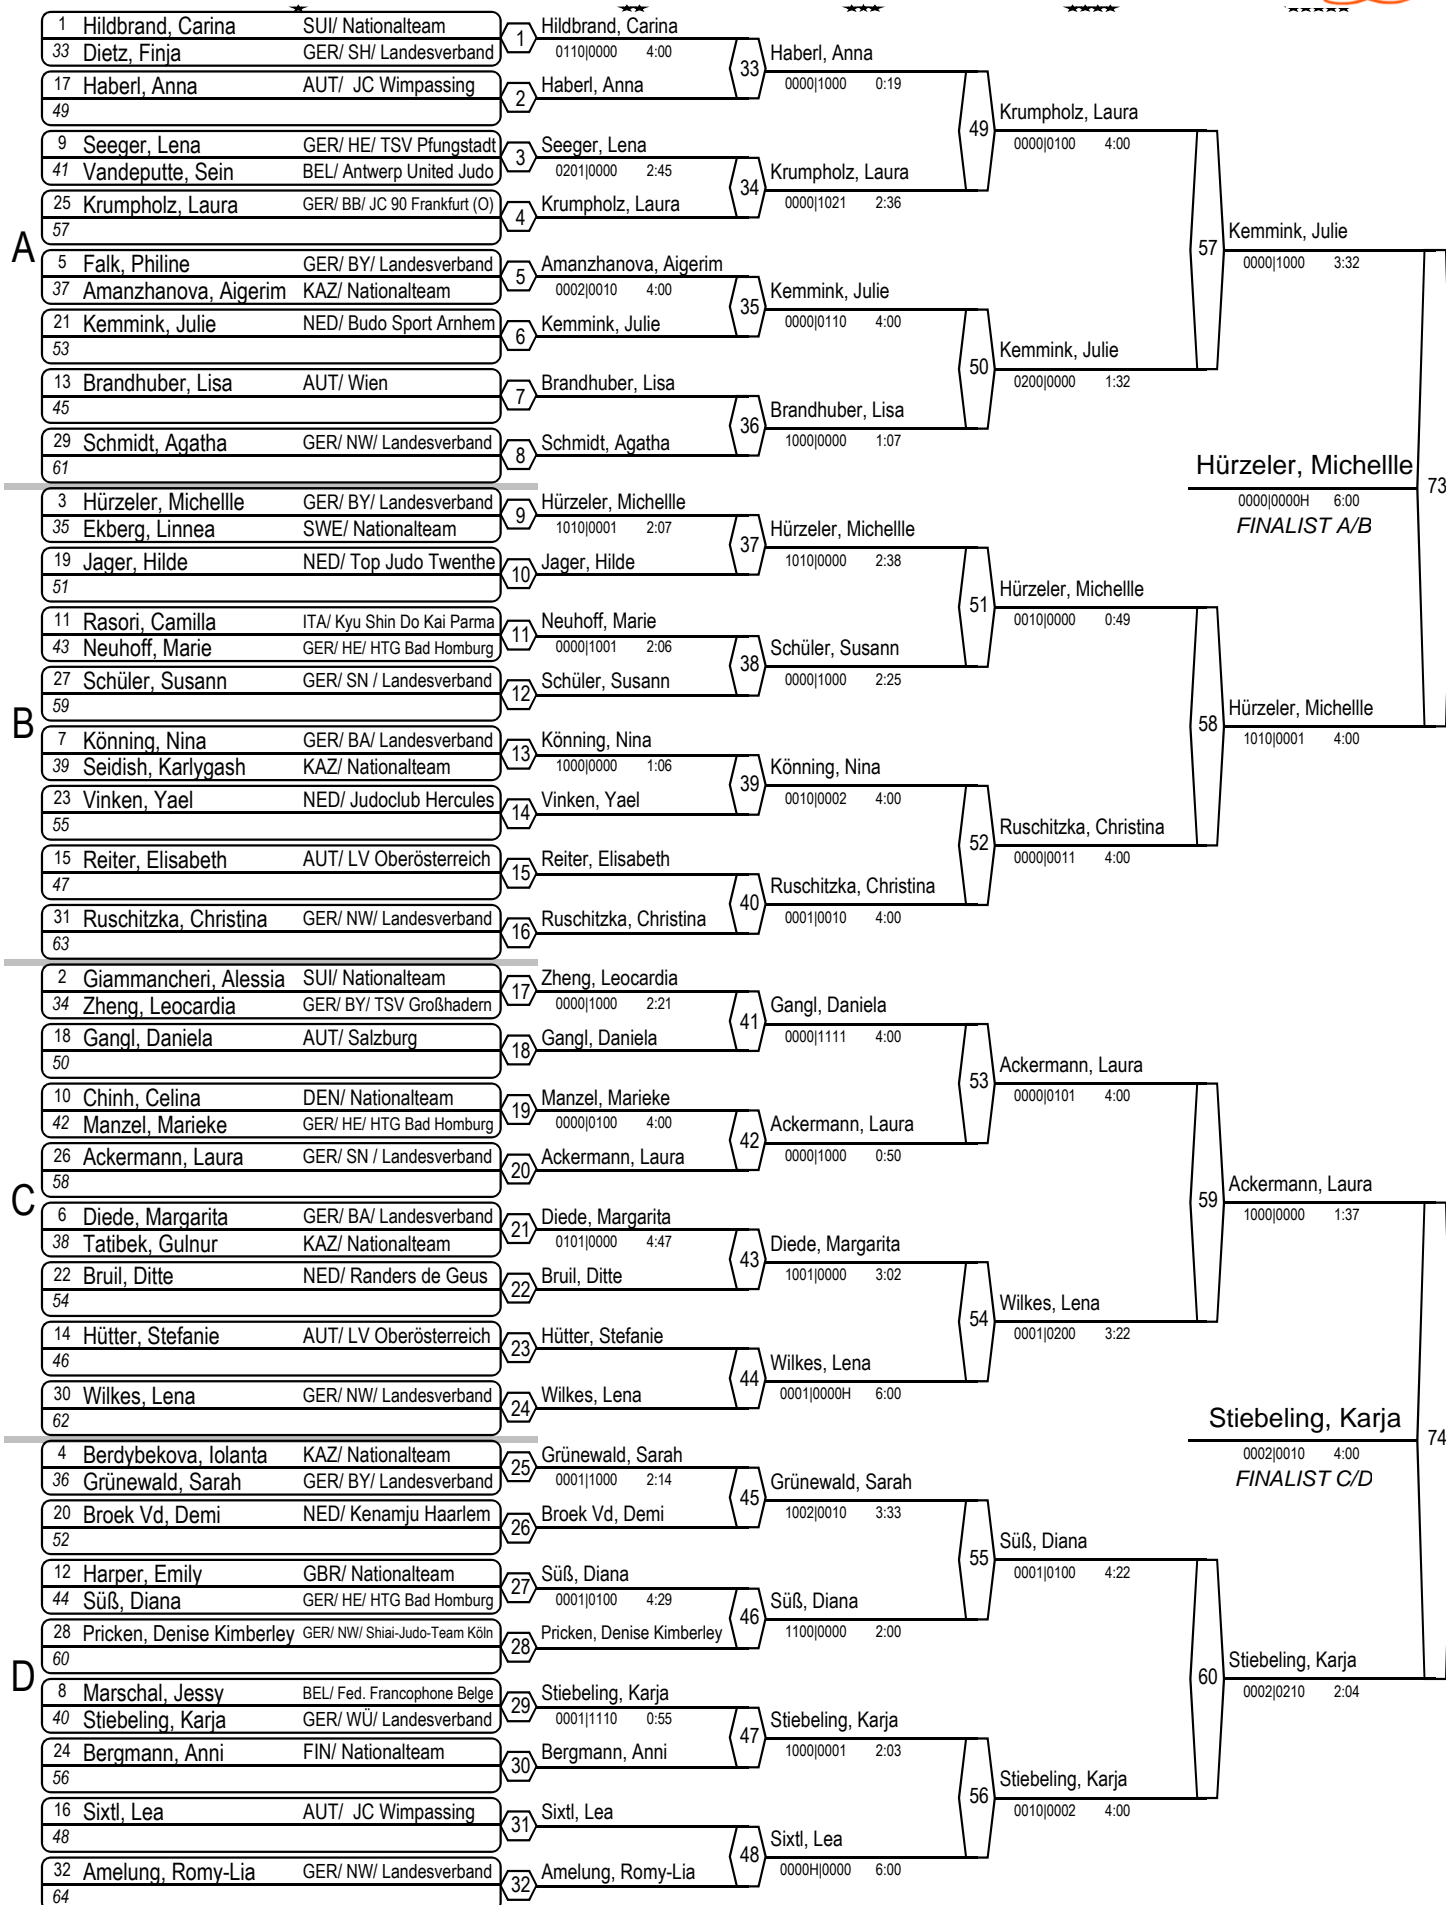 1 Hildbrand, Carina SUI/ Nationalteam
33 Dietz, Finja GER/ SH/ Landesverband
1
Hildbrand, Carina
0110|0000 4:00
17 Haberl, Anna AUT/ JC Wimpassing
49
2
Haberl, Anna
33
Haberl, Anna
0000|1000 0:19
9 Seeger, Lena GER/ HE/ TSV Pfungstadt
41 Vandeputte, Sein BEL/ Antwerp United Judo
3
Seeger, Lena
0201|0000 2:45
25 Krumpholz, Laura GER/ BB/ JC 90 Frankfurt (O)
57
4
Krumpholz, Laura
34
Krumpholz, Laura
0000|1021 2:36
49
Krumpholz, Laura
0000|0100 4:00
A
5 Falk, Philine GER/ BY/ Landesverband
37 Amanzhanova, Aigerim KAZ/ Nationalteam
5
Amanzhanova, Aigerim
0002|0010 4:00
21 Kemmink, Julie NED/ Budo Sport Arnhem
53
6
Kemmink, Julie
35
Kemmink, Julie
0000|0110 4:00
13 Brandhuber, Lisa AUT/ Wien
45
7
Brandhuber, Lisa
29 Schmidt, Agatha GER/ NW/ Landesverband
61
8
Schmidt, Agatha
36
Brandhuber, Lisa
1000|0000 1:07
50
Kemmink, Julie
0200|0000 1:32
57
Kemmink, Julie
0000|1000 3:32
Hürzeler, Michellle
0000|0000H 6:00
FINALIST A/B
73
3 Hürzeler, Michellle GER/ BY/ Landesverband
35 Ekberg, Linnea SWE/ Nationalteam
9
Hürzeler, Michellle
1010|0001 2:07
19 Jager, Hilde NED/ Top Judo Twenthe
51
10
Jager, Hilde
37
Hürzeler, Michellle
1010|0000 2:38
11 Rasori, Camilla ITA/ Kyu Shin Do Kai Parma
43 Neuhoff, Marie GER/ HE/ HTG Bad Homburg
11
Neuhoff, Marie
0000|1001 2:06
27 Schüler, Susann GER/ SN / Landesverband
59
12
Schüler, Susann
38
Schüler, Susann
0000|1000 2:25
51
Hürzeler, Michellle
0010|0000 0:49
B
7 Könning, Nina GER/ BA/ Landesverband
39 Seidish, Karlygash KAZ/ Nationalteam
13
Könning, Nina
1000|0000 1:06
23 Vinken, Yael NED/ Judoclub Hercules
55
14
Vinken, Yael
39
Könning, Nina
0010|0002 4:00
15 Reiter, Elisabeth AUT/ LV Oberösterreich
47
15
Reiter, Elisabeth
31 Ruschitzka, Christina GER/ NW/ Landesverband
63
16
Ruschitzka, Christina
40
Ruschitzka, Christina
0001|0010 4:00
52
Ruschitzka, Christina
0000|0011 4:00
58
Hürzeler, Michellle
1010|0001 4:00
2 Giammancheri, Alessia SUI/ Nationalteam
34 Zheng, Leocardia GER/ BY/ TSV Großhadern
17
Zheng, Leocardia
0000|1000 2:21
18 Gangl, Daniela AUT/ Salzburg
50
18
Gangl, Daniela
41
Gangl, Daniela
0000|1111 4:00
10 Chinh, Celina DEN/ Nationalteam
42 Manzel, Marieke GER/ HE/ HTG Bad Homburg
19
Manzel, Marieke
0000|0100 4:00
26 Ackermann, Laura GER/ SN / Landesverband
58
20
Ackermann, Laura
42
Ackermann, Laura
0000|1000 0:50
53
Ackermann, Laura
0000|0101 4:00
C
6 Diede, Margarita GER/ BA/ Landesverband
38 Tatibek, Gulnur KAZ/ Nationalteam
21
Diede, Margarita
0101|0000 4:47
22 Bruil, Ditte NED/ Randers de Geus
54
22
Bruil, Ditte
43
Diede, Margarita
1001|0000 3:02
14 Hütter, Stefanie AUT/ LV Oberösterreich
46
23
Hütter, Stefanie
30 Wilkes, Lena GER/ NW/ Landesverband
62
24
Wilkes, Lena
44
Wilkes, Lena
0001|0000H 6:00
54
Wilkes, Lena
0001|0200 3:22
59
Ackermann, Laura
1000|0000 1:37
Stiebeling, Karja
0002|0010 4:00
FINALIST C/D
74
4 Berdybekova, Iolanta KAZ/ Nationalteam
36 Grünewald, Sarah GER/ BY/ Landesverband
25
Grünewald, Sarah
0001|1000 2:14
20 Broek Vd, Demi NED/ Kenamju Haarlem
52
26
Broek Vd, Demi
45
Grünewald, Sarah
1002|0010 3:33
12 Harper, Emily GBR/ Nationalteam
44 Süß, Diana GER/ HE/ HTG Bad Homburg
27
Süß, Diana
0001|0100 4:29
28 Pricken, Denise Kimberley GER/ NW/ Shiai-Judo-Team Köln
60
28
Pricken, Denise Kimberley
46
Süß, Diana
1100|0000 2:00
55
Süß, Diana
0001|0100 4:22
D
8 Marschal, Jessy BEL/ Fed. Francophone Belge
40 Stiebeling, Karja GER/ WÜ/ Landesverband
29
Stiebeling, Karja
0001|1110 0:55
24 Bergmann, Anni FIN/ Nationalteam
56
30
Bergmann, Anni
47
Stiebeling, Karja
1000|0001 2:03
16 Sixtl, Lea AUT/ JC Wimpassing
48
31
Sixtl, Lea
32 Amelung, Romy-Lia GER/ NW/ Landesverband
64
32
Amelung, Romy-Lia
48
Sixtl, Lea
0000H|0000 6:00
56
Stiebeling, Karja
0010|0002 4:00
60
Stiebeling, Karja
0002|0210 2:04